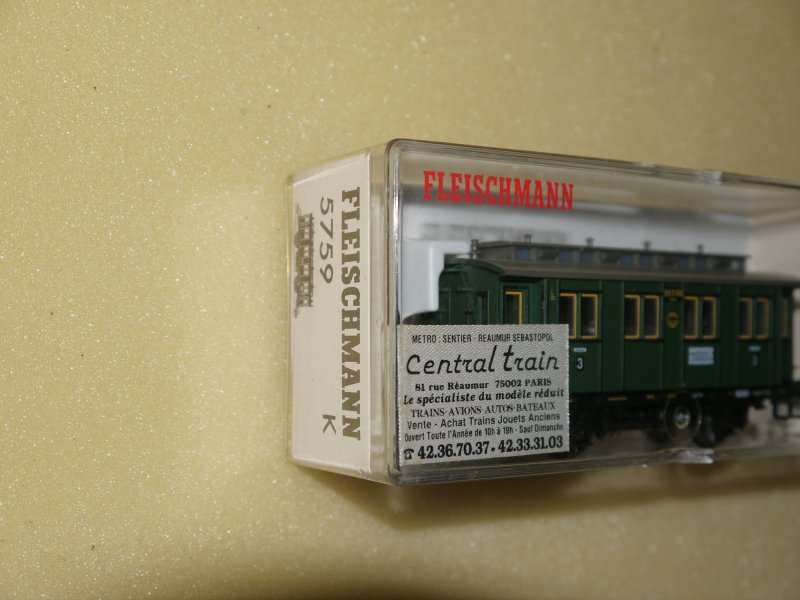 FLEISCHMANN
5759
K
FLEISCHMANN
METRO : SENTIER - REAUMUR SEBASTOPOL
Central train
81 rue Réaumur 75002 PARIS
Le spécialiste du modèle réduit
TRAINS · AVIONS · AUTOS · BATEAUX
Vente - Achat Trains Jouets Anciens
Ouvert Toute l'Année de 10h à 19h - Sauf Dimanche
☎ 42.36.70.37 - 42.33.31.03
3
3